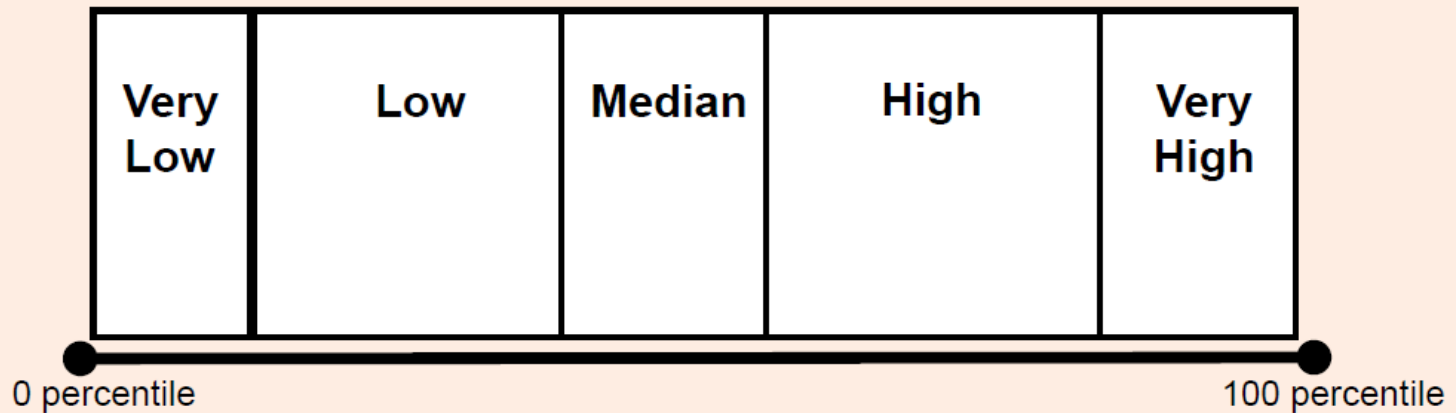 Very
Low
Low
Median
High
Very
High
0 percentile
100 percentile